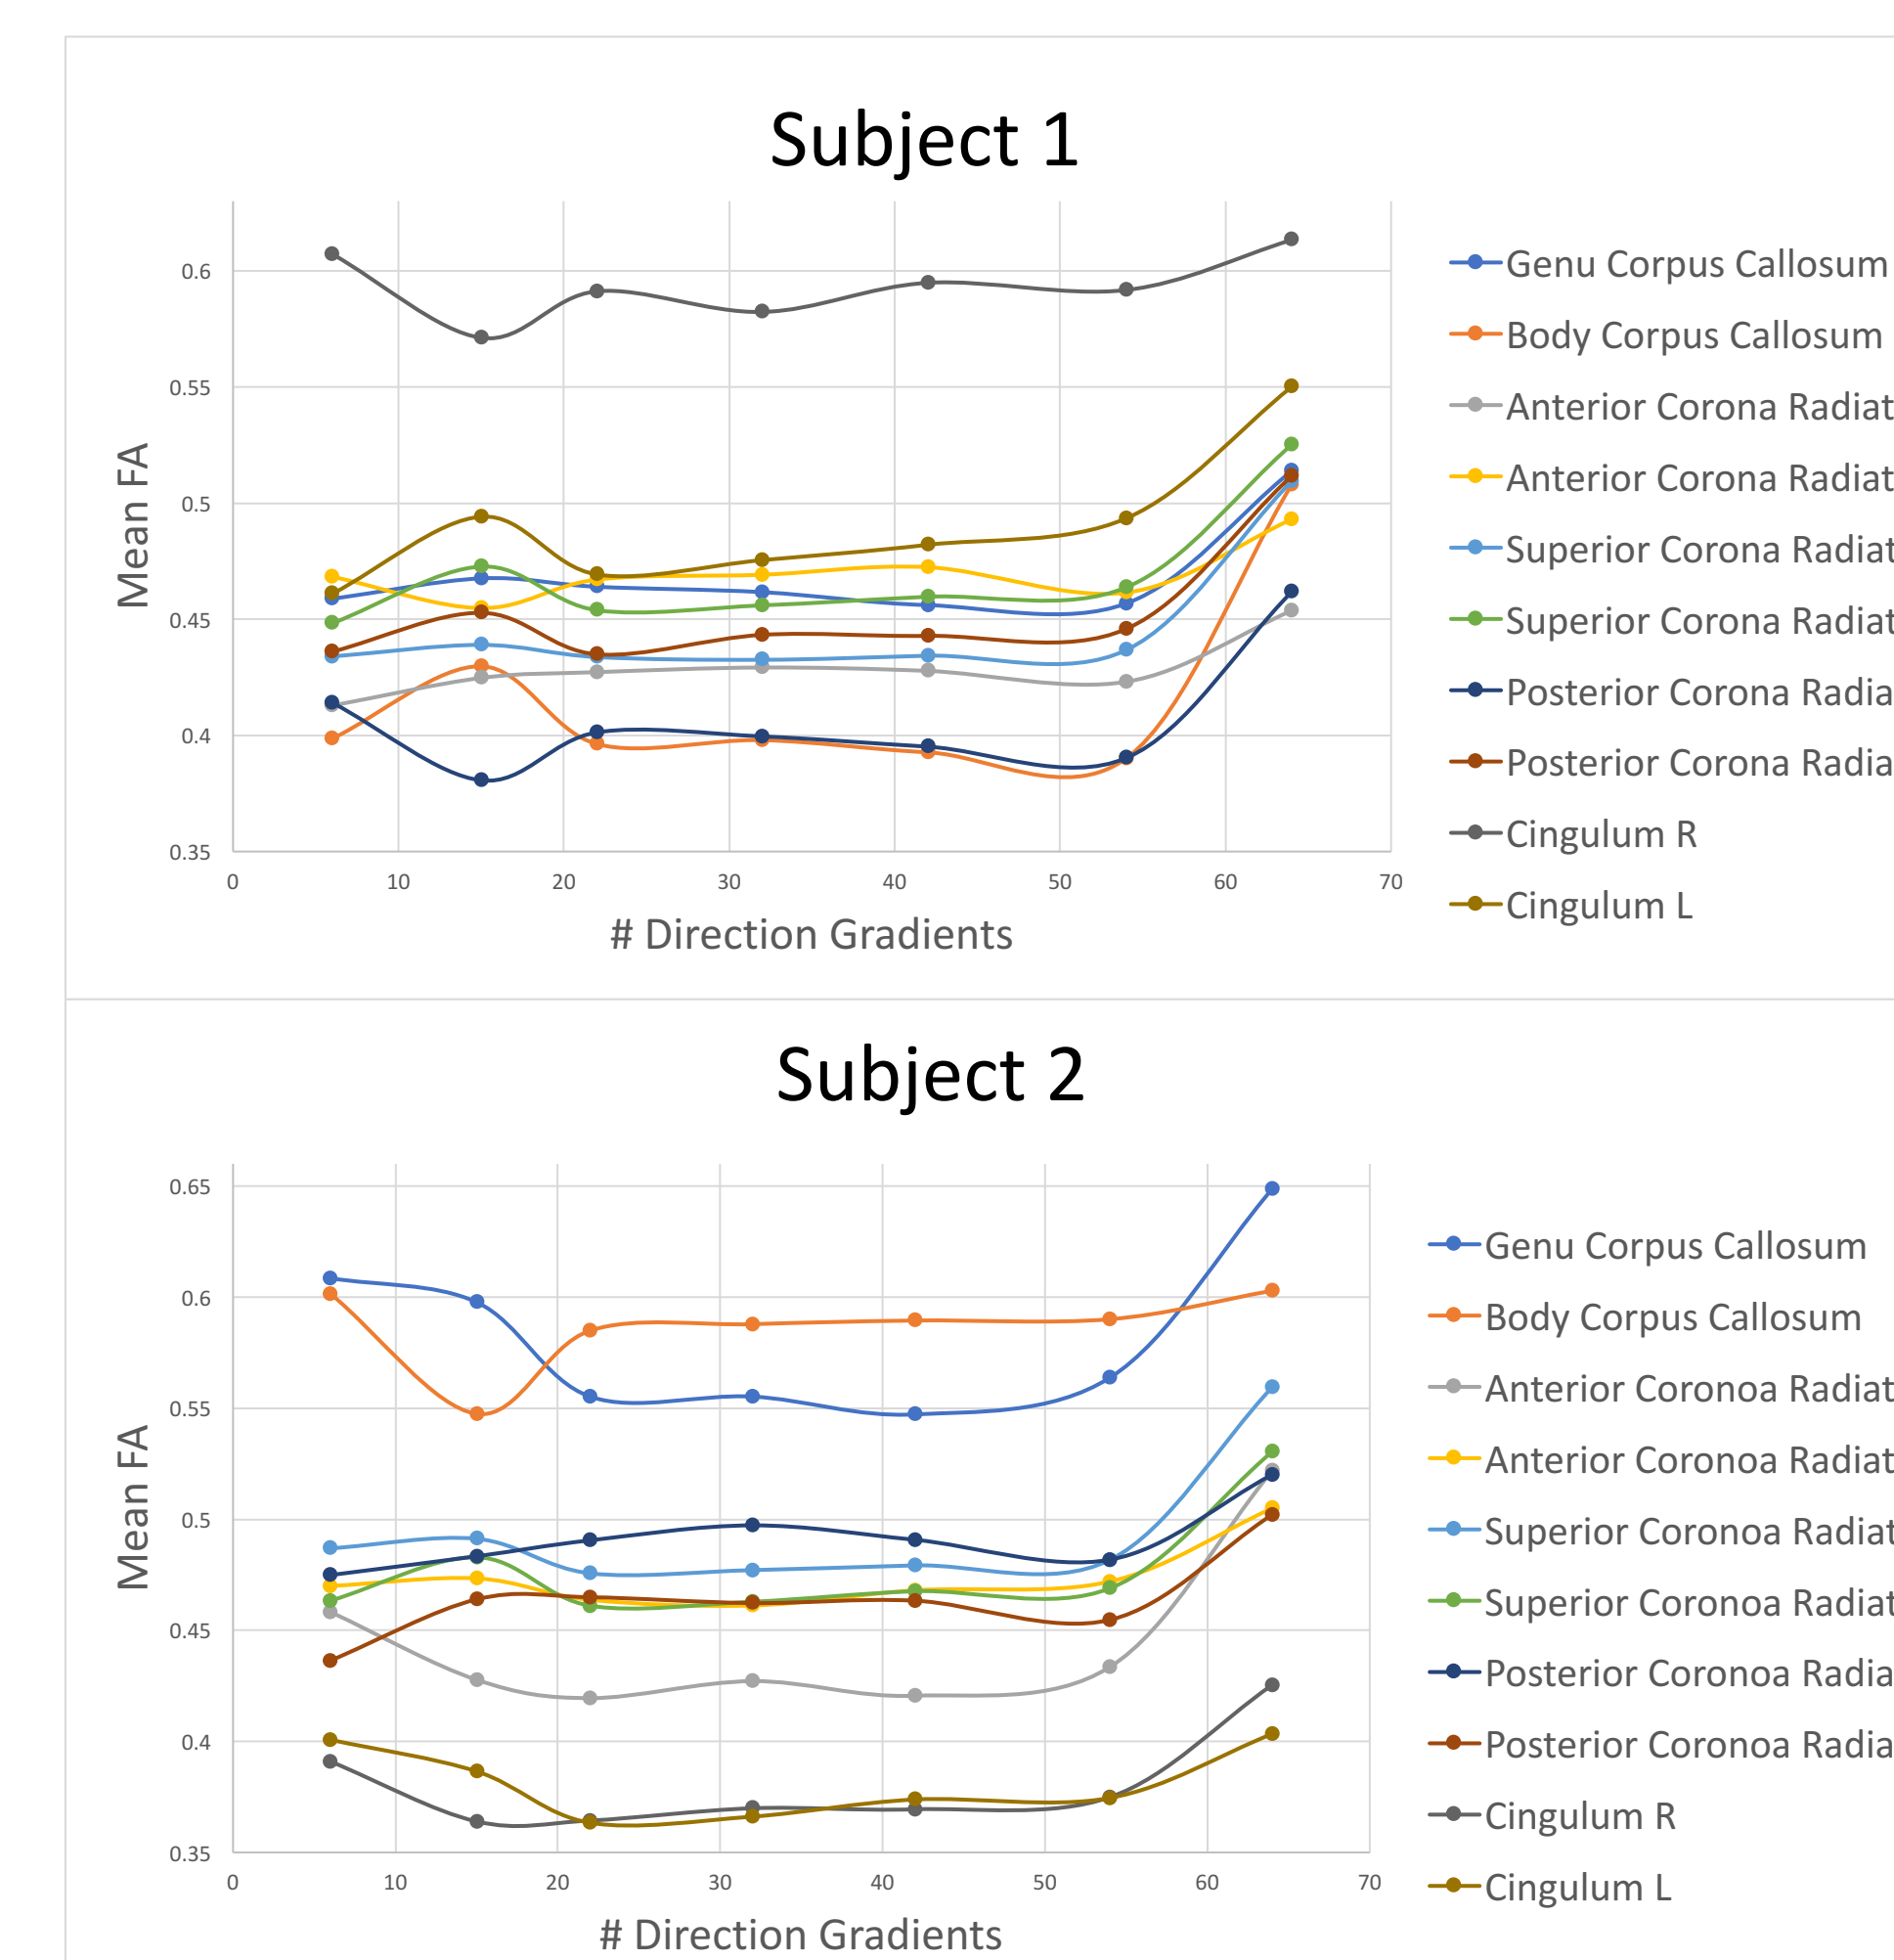 Subject 1
0.6
0.55
0.5
0.45
0.4
0.35
Mean FA
0 10 20 30 40 50 60 70
# Direction Gradients
Genu Corpus Callosum
Body Corpus Callosum
Anterior Corona Radiat
Anterior Corona Radiat
Superior Corona Radiat
Superior Corona Radiat
Posterior Corona Radia
Posterior Corona Radia
Cingulum R
Cingulum L
Subject 2
0.65
0.6
0.55
0.5
0.45
0.4
0.35
Mean FA
0 10 20 30 40 50 60 70
# Direction Gradients
Genu Corpus Callosum
Body Corpus Callosum
Anterior Coronoa Radiat
Anterior Coronoa Radiat
Superior Coronoa Radiat
Superior Coronoa Radiat
Posterior Coronoa Radia
Posterior Coronoa Radia
Cingulum R
Cingulum L